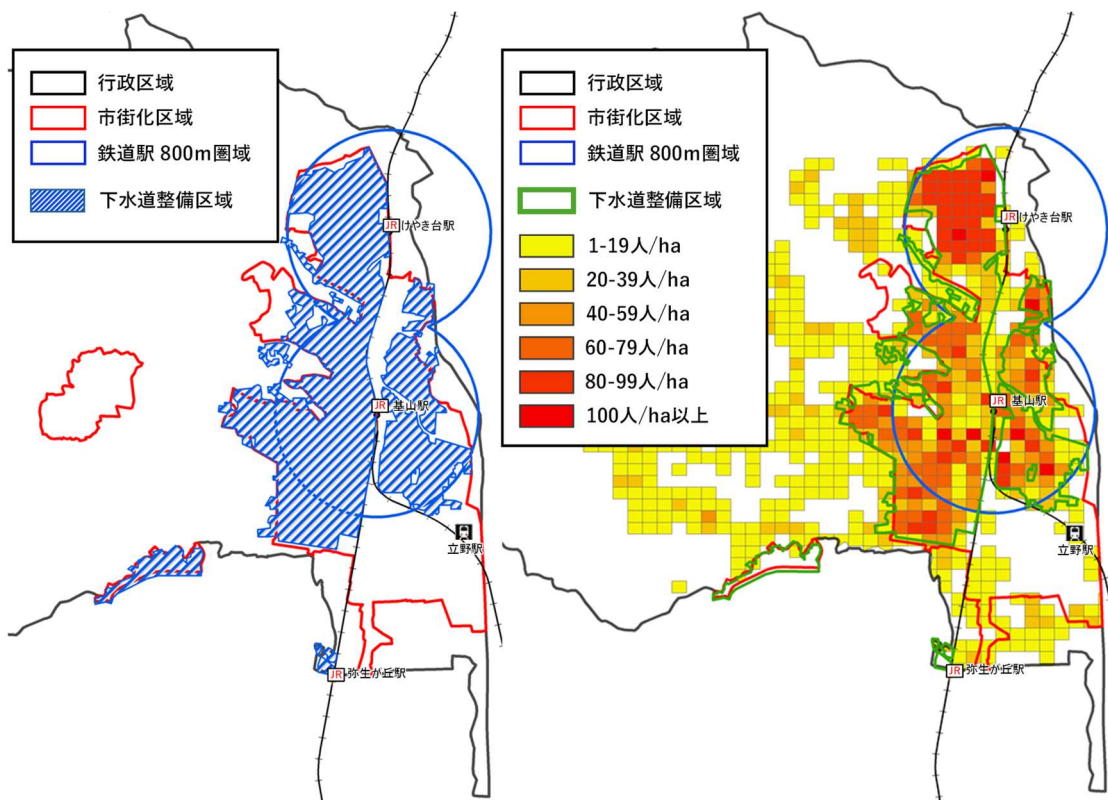 行政区域
市街化区域
鉄道駅 800m圏域
下水道整備区域
JR けやき台駅
JR 基山駅
立野駅
JR 弥生が丘駅
行政区域
市街化区域
鉄道駅 800m圏域
下水道整備区域
1-19人/ha
20-39人/ha
40-59人/ha
60-79人/ha
80-99人/ha
100人/ha以上
JR けやき台駅
JR 基山駅
立野駅
JR 弥生が丘駅